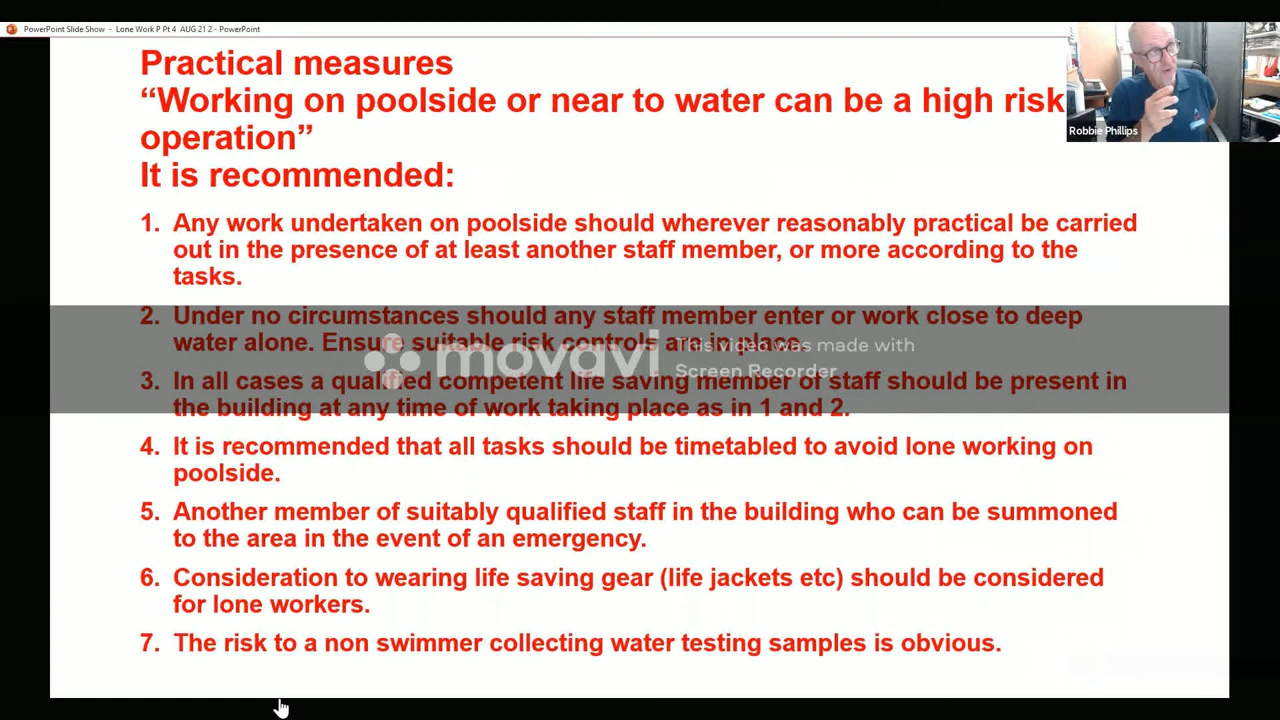 PowerPoint Slide Show - Lone Work P Pt 4 AUG 21 2 - PowerPoint
Practical measures
“Working on poolside or near to water can be a high risk
operation”
It is recommended:
Robbie Phillips
1. Any work undertaken on poolside should wherever reasonably practical be carried
out in the presence of at least another staff member, or more according to the
tasks.
2. Under no circumstances should any staff member enter or work close to deep
water alone. Ensure suitable risk controls are in place.
movavi
This video was made with
Screen Recorder
3. In all cases a qualified competent life saving member of staff should be present in
the building at any time of work taking place as in 1 and 2.
4. It is recommended that all tasks should be timetabled to avoid lone working on
poolside.
5. Another member of suitably qualified staff in the building who can be summoned
to the area in the event of an emergency.
6. Consideration to wearing life saving gear (life jackets etc) should be considered
for lone workers.
7. The risk to a non swimmer collecting water testing samples is obvious.